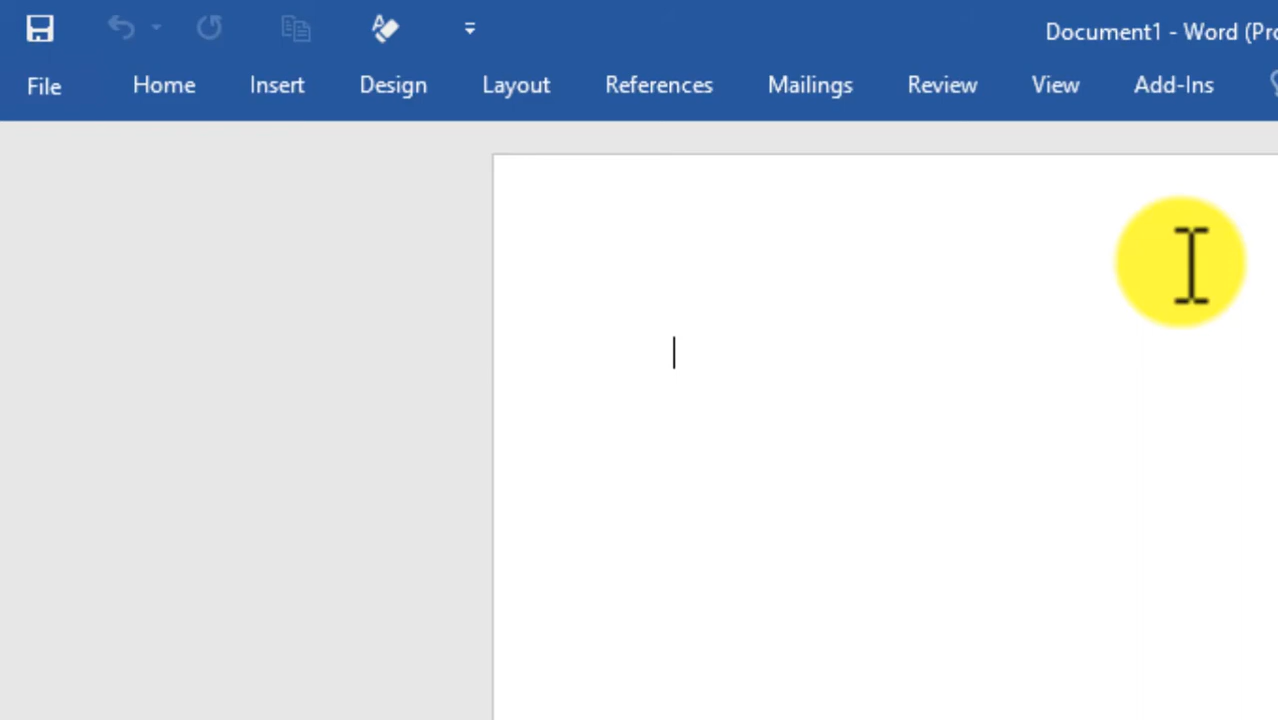 Document1 - Word (Pro
File Home Insert Design Layout References Mailings Review View Add-Ins